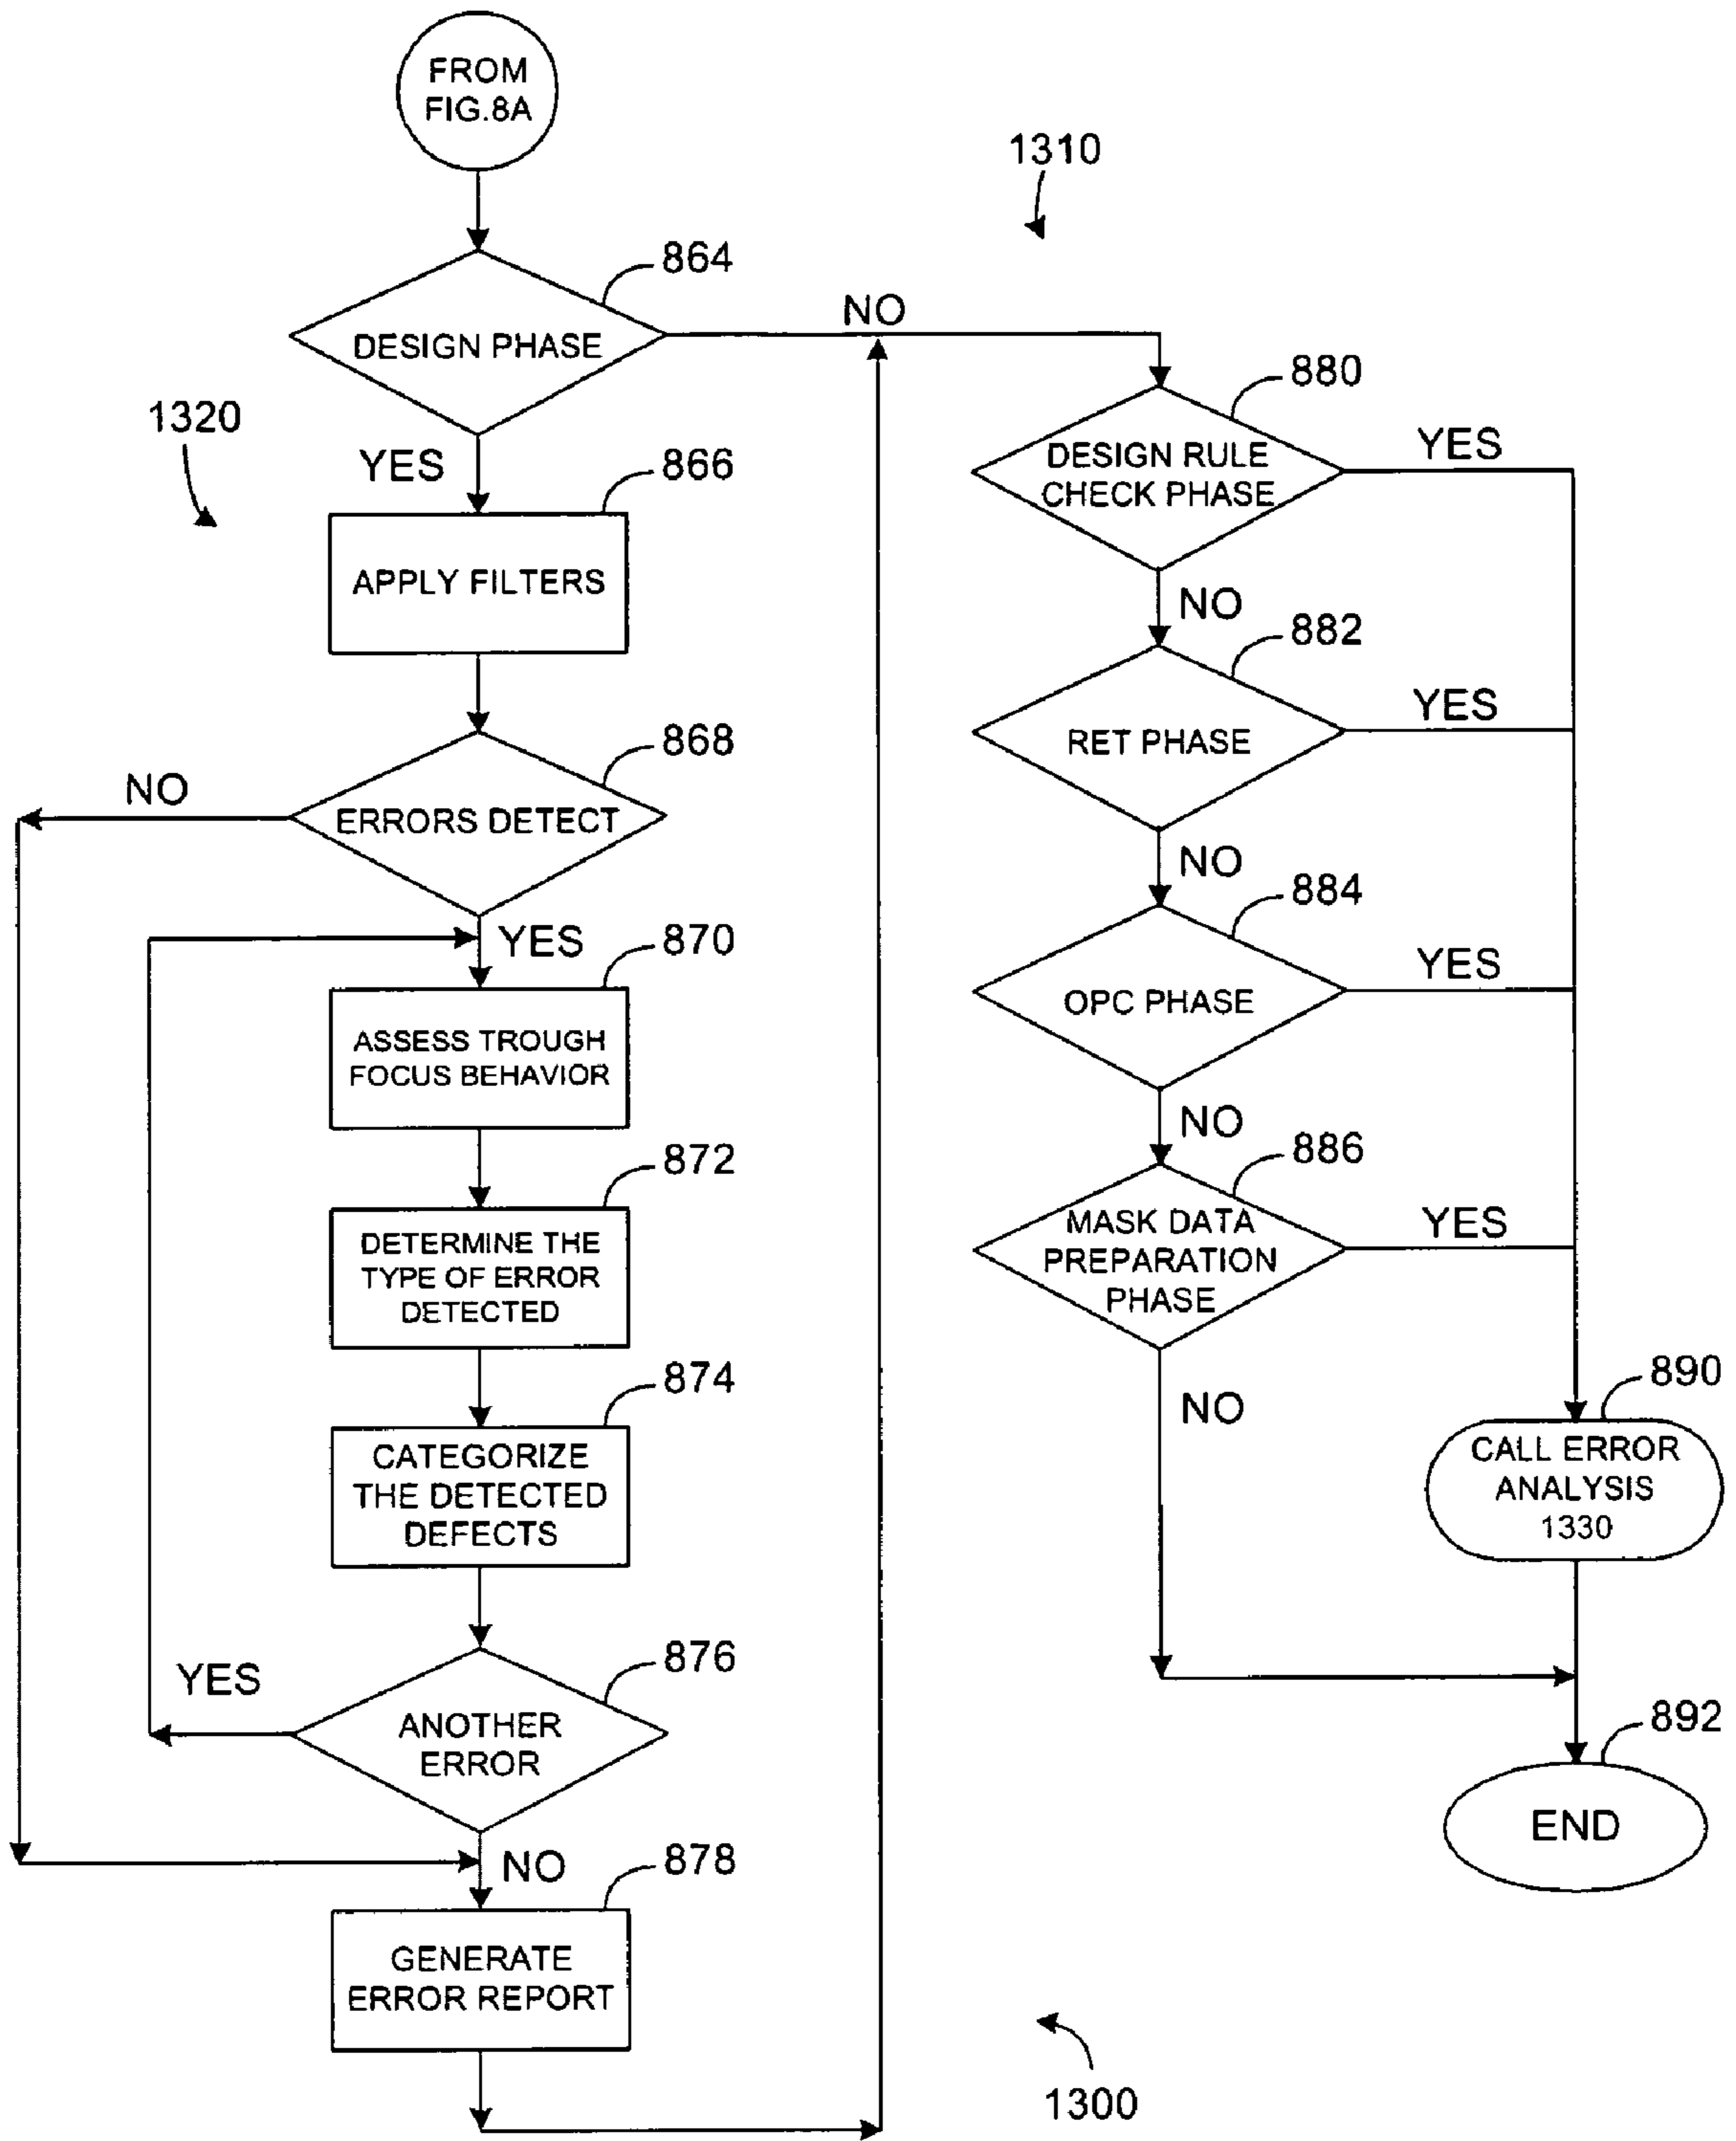 FROM
FIG.8A
1310
864
DESIGN PHASE
NO
1320
YES
866
APPLY FILTERS
868
ERRORS DETECT
NO
YES
870
ASSESS TROUGH
FOCUS BEHAVIOR
872
DETERMINE THE
TYPE OF ERROR
DETECTED
874
CATEGORIZE
THE DETECTED
DEFECTS
876
YES
ANOTHER
ERROR
NO
878
GENERATE
ERROR REPORT
880
DESIGN RULE
CHECK PHASE
YES
NO
882
RET PHASE
YES
NO
884
OPC PHASE
YES
NO
886
MASK DATA
PREPARATION
PHASE
YES
NO
890
CALL ERROR
ANALYSIS
1330
892
END
1300